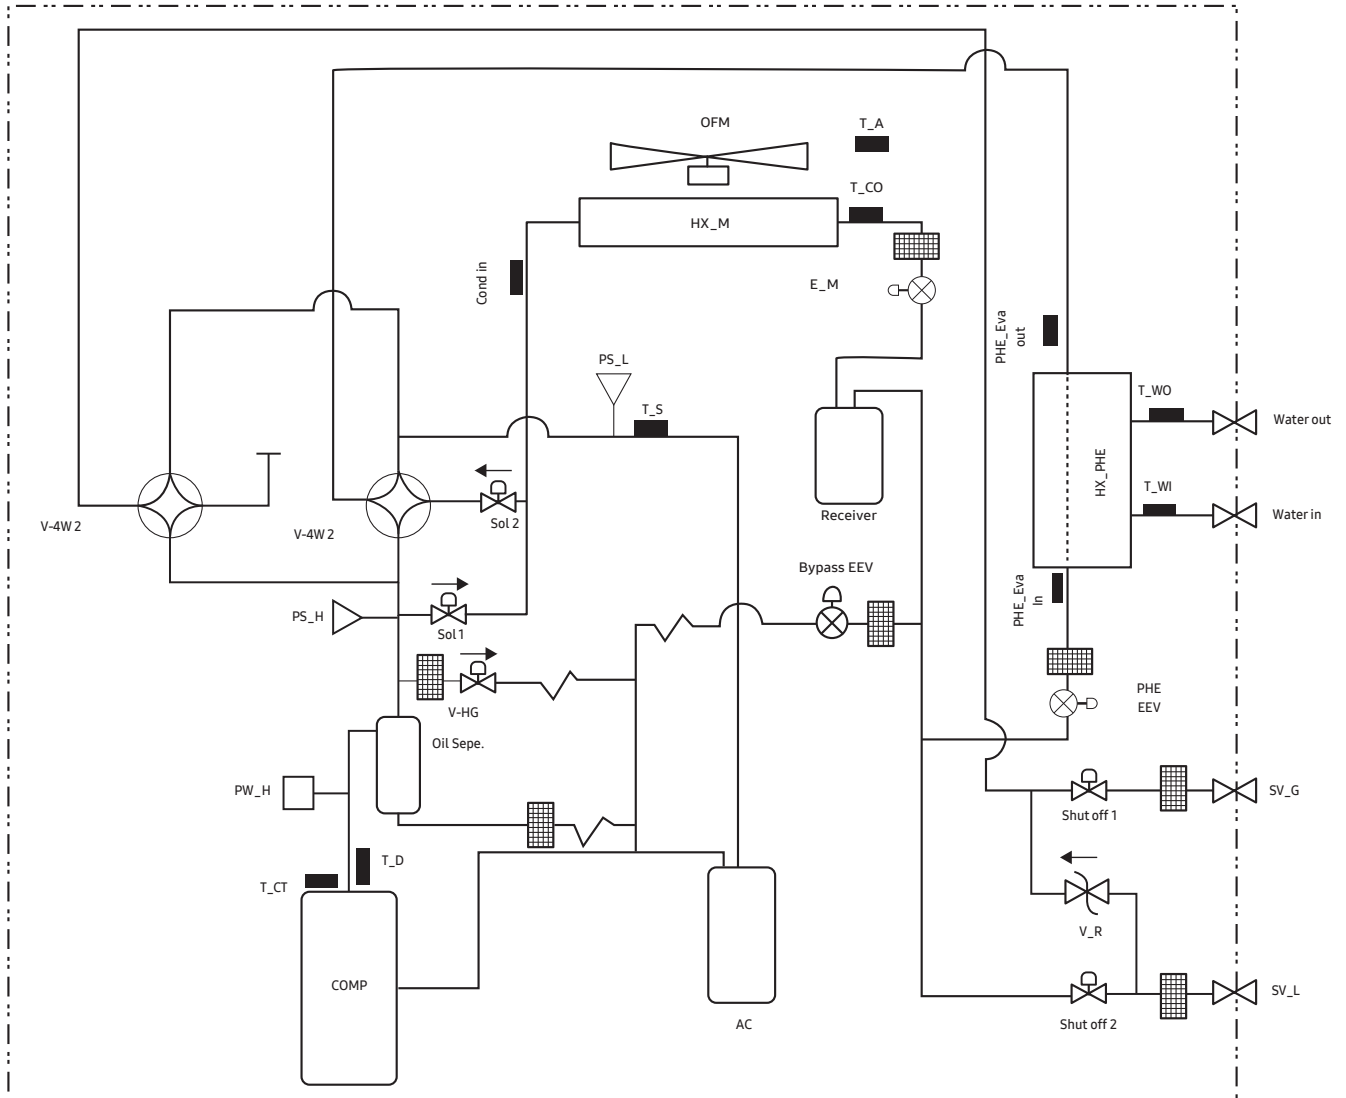 OFM
T_A
T_CO
HX_M
Cond in
E_M
PHE_Eva
out
PS_L
T_S
T_WO
Water out
HX_PHE
T_WI
Water in
Receiver
Sol 2
V-4W 2
V-4W 2
Bypass EEV
PHE_Eva
In
PS_H
Sol 1
PHE
EEV
V-HG
Oil Sepe.
PW_H
SV_G
Shut off 1
T_D
T_CT
V_R
COMP
SV_L
AC
Shut off 2